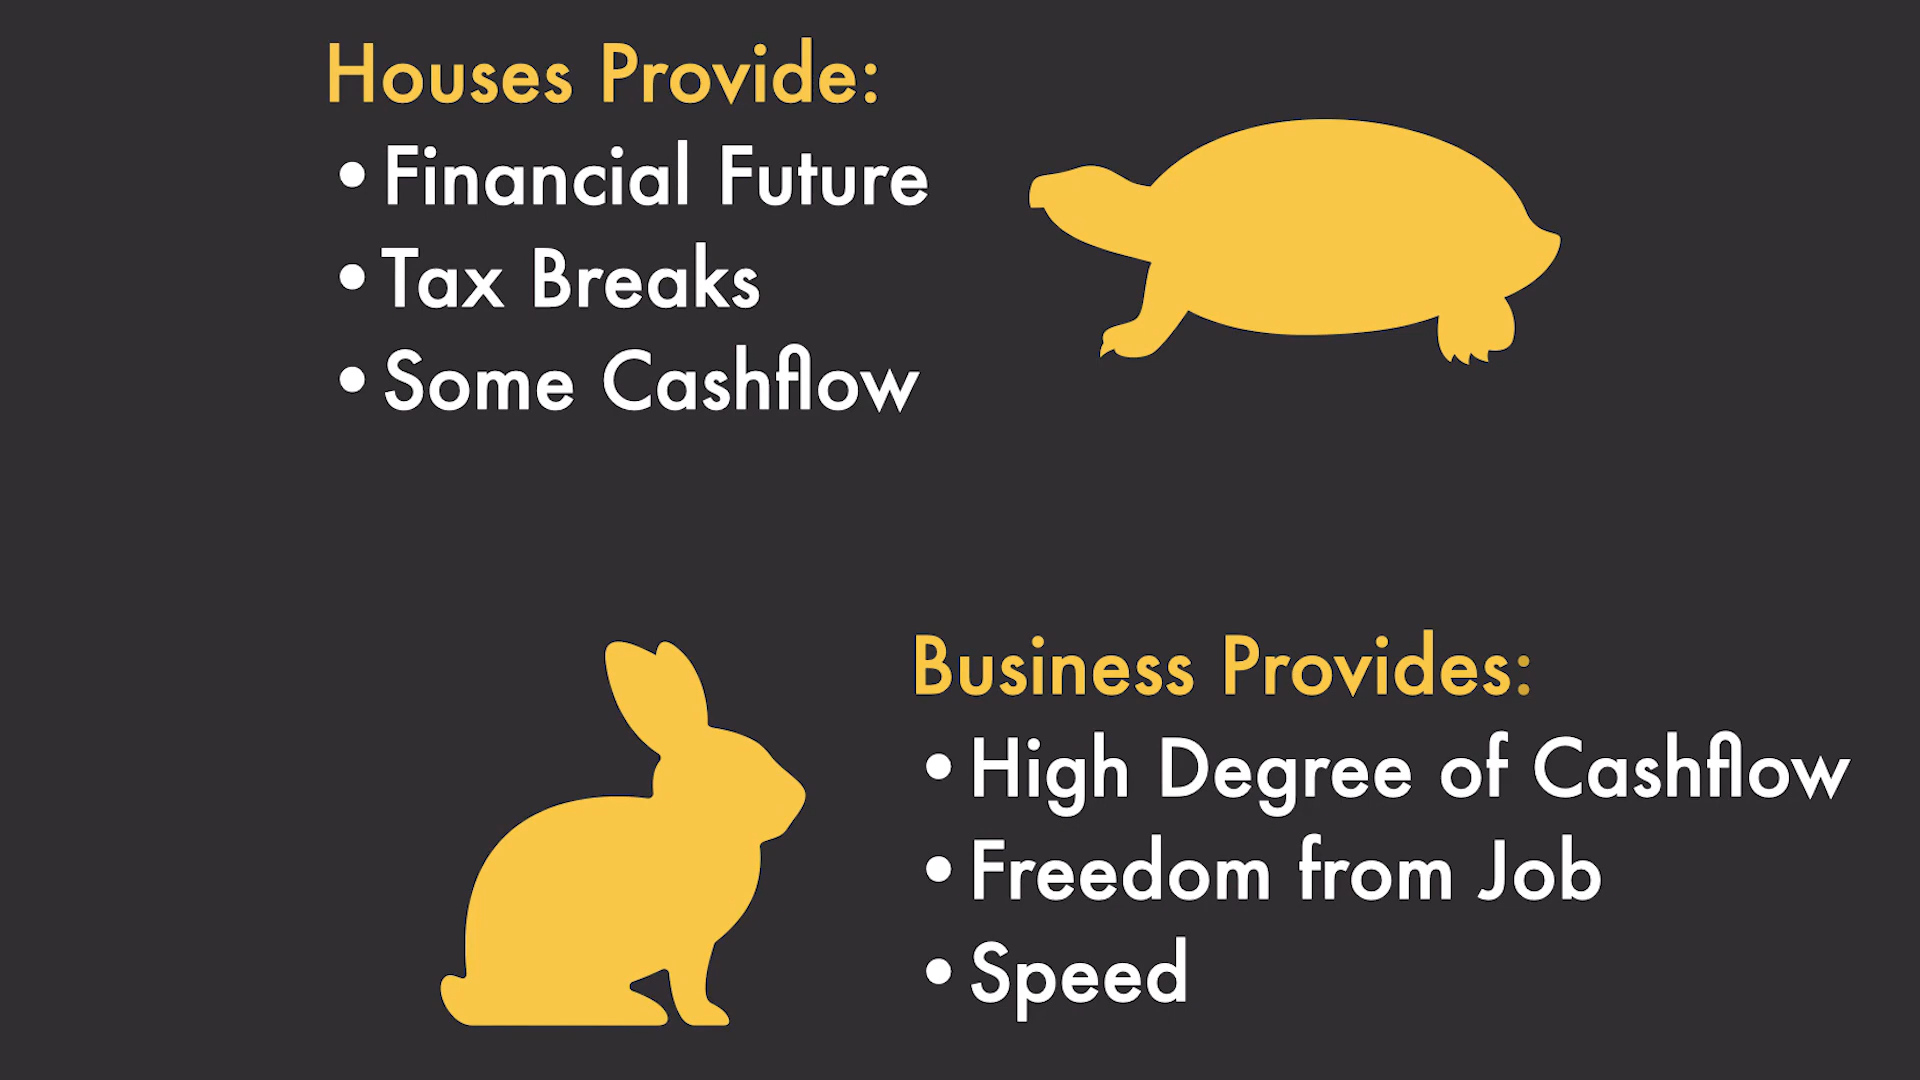 Houses Provide:
•Financial Future
•Tax Breaks
•Some Cashflow
Business Provides:
•High Degree of Cashflow
•Freedom from Job
•Speed